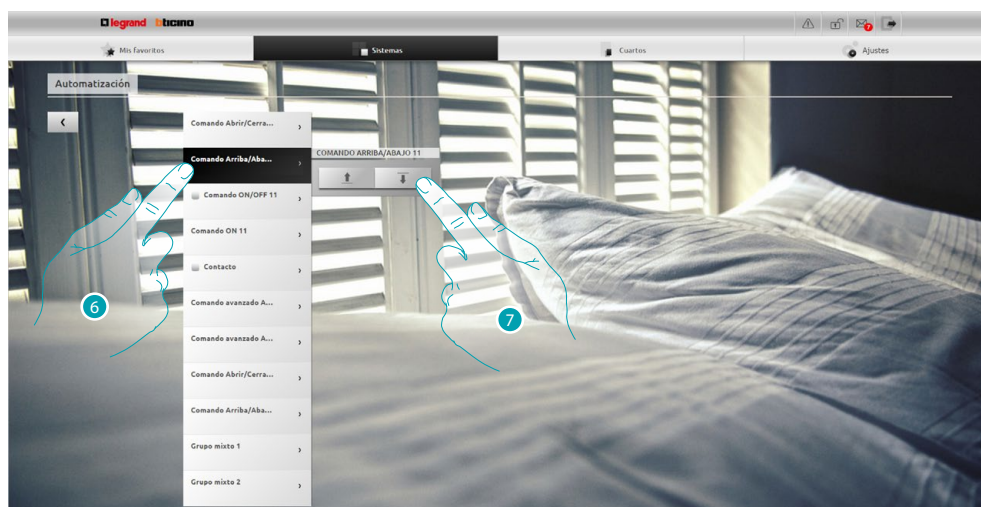 legrand bticino
7
Mis favoritos
Sistemas
Cuartos
Ajustes
Automatización
Comando Abrir/Cerra...
Comando Arriba/Aba...
COMANDO ARRIBA/ABAJO 11
Comando ON/OFF 11
Comando ON 11
Contacto
Comando avanzado A...
Comando avanzado A...
Comando Abrir/Cerra...
Comando Arriba/Aba...
Grupo mixto 1
Grupo mixto 2
6
7